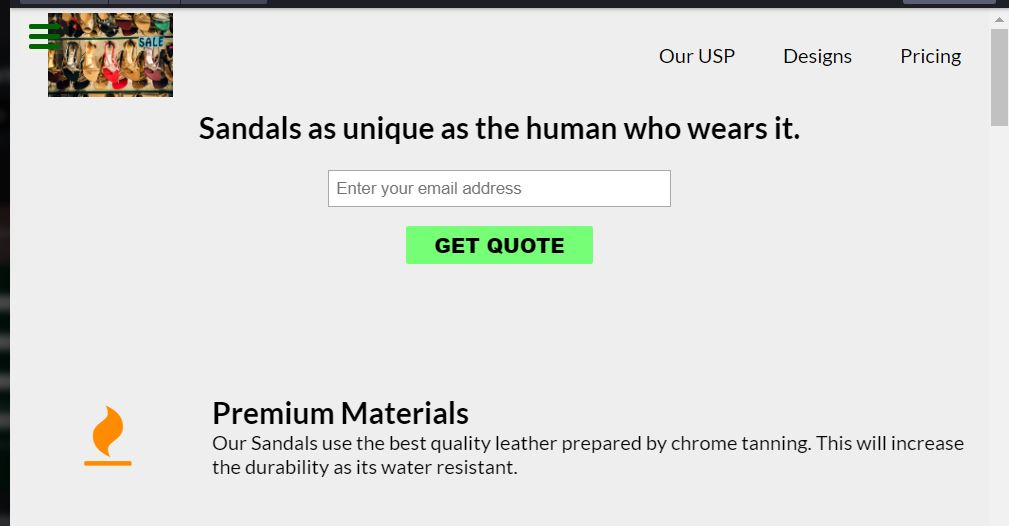 SALE
Our USP Designs Pricing
Sandals as unique as the human who wears it.
Enter your email address
GET QUOTE
Premium Materials
Our Sandals use the best quality leather prepared by chrome tanning. This will increase
the durability as its water resistant.